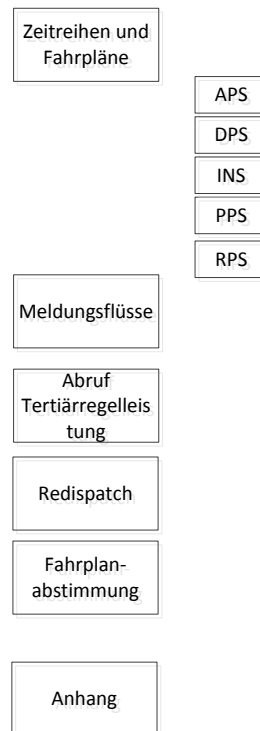 Zeitreihen und
Fahrpläne
APS
DPS
INS
PPS
RPS
Meldungsflüsse
Abruf
Tertiärregelleis
tung
Redispatch
Fahrplan-
abstimmung
Anhang